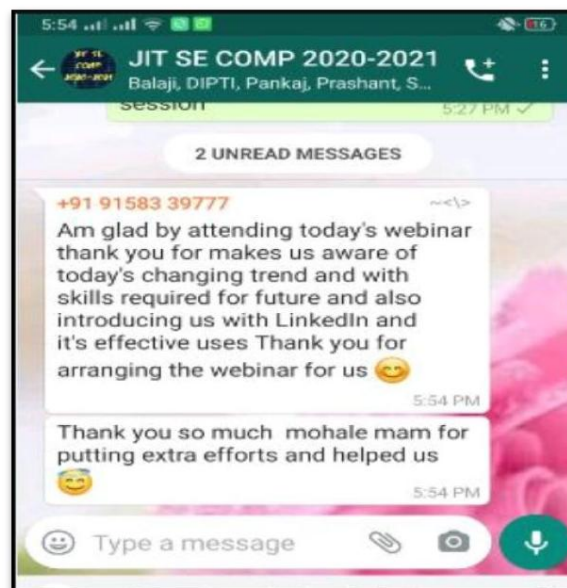 5:54
16
JIT SE COMP 2020-2021
Balaji, DIPTI, Pankaj, Prashant, S...
session
5:27 PM
2 UNREAD MESSAGES
+91 91583 39777
~<\>
Am glad by attending today's webinar
thank you for makes us aware of
today's changing trend and with
skills required for future and also
introducing us with LinkedIn and
it's effective uses Thank you for
arranging the webinar for us 😊
5:54 PM
Thank you so much mohale mam for
putting extra efforts and helped us
😇
5:54 PM
Type a message